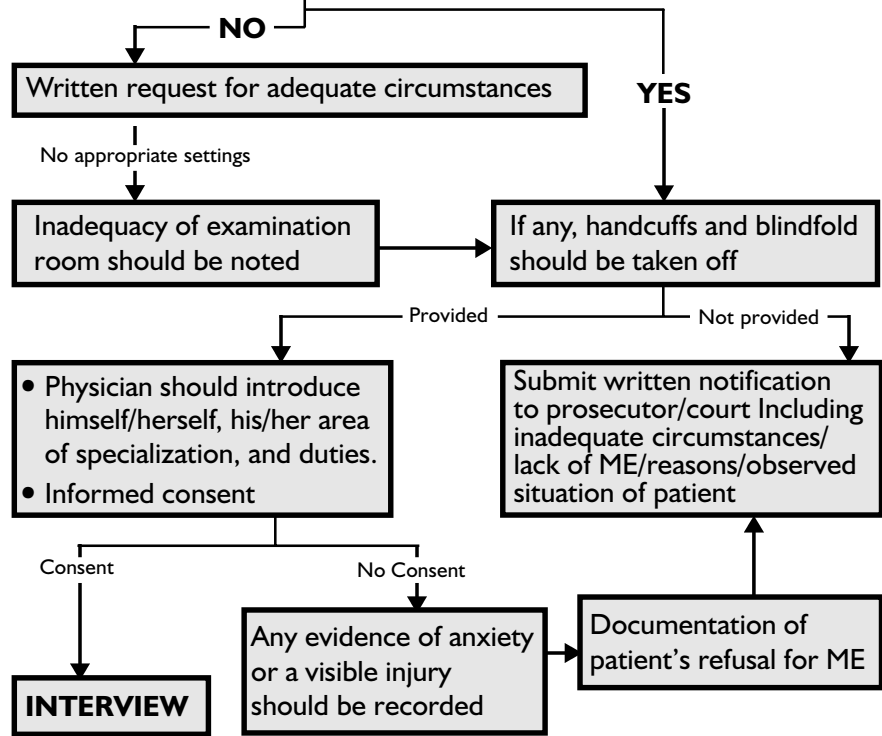 NO
Written request for adequate circumstances
YES
No appropriate settings
Inadequacy of examination
room should be noted
If any, handcuffs and blindfold
should be taken off
Provided
Not provided
• Physician should introduce
himself/herself, his/her area
of specialization, and duties.
• Informed consent
Submit written notification
to prosecutor/court Including
inadequate circumstances/
lack of ME/reasons/observed
situation of patient
Consent
No Consent
Any evidence of anxiety
or a visible injury
should be recorded
Documentation of
patient's refusal for ME
INTERVIEW